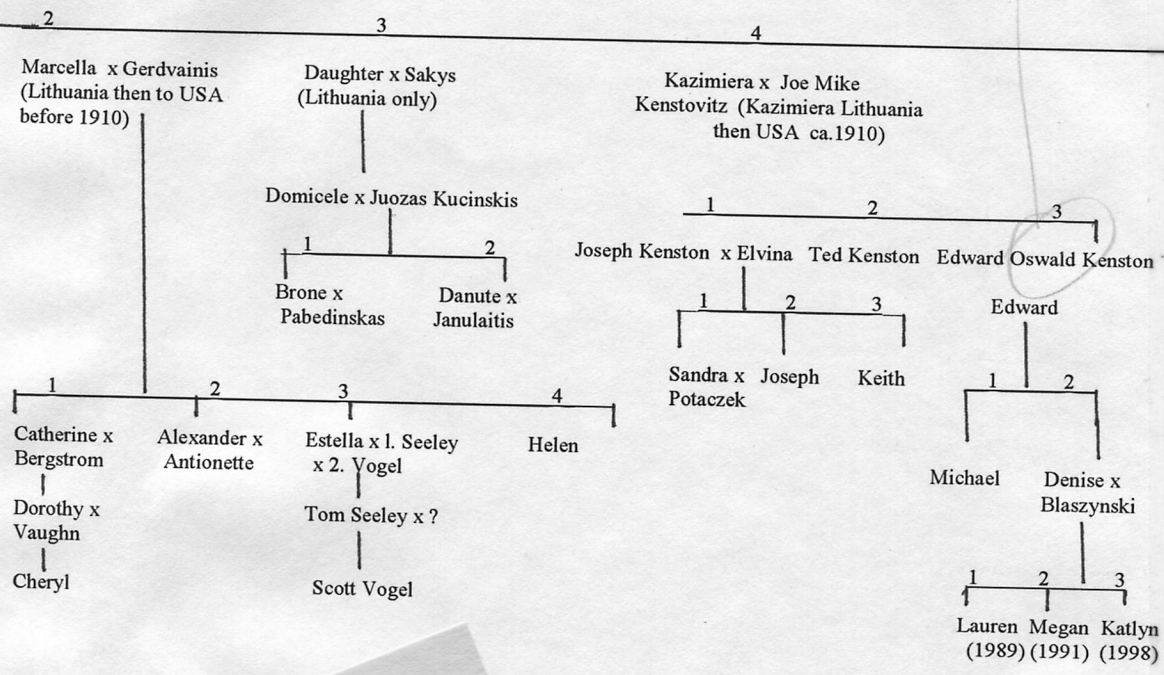 2
3
4
Marcella x Gerdvainis
(Lithuania then to USA
before 1910)
Daughter x Sakys
(Lithuania only)
Kazimiera x Joe Mike
Kenstovitz (Kazimiera Lithuania
then USA ca.1910)
Domicele x Juozas Kucinskis
1
2
Brone x
Pabedinskas
Danute x
Janulaitis
1
2
3
Joseph Kenston x Elvina
Ted Kenston
Edward Oswald Kenston
1
2
3
Sandra x
Potaczek
Joseph
Keith
Edward
1
2
Michael
Denise x
Blaszynski
1
2
3
Lauren
(1989)
Megan
(1991)
Katlyn
(1998)
1
2
3
4
Catherine x
Bergstrom
Dorothy x
Vaughn
Cheryl
Alexander x
Antionette
Estella x 1. Seeley
x 2. Vogel
Tom Seeley x ?
Scott Vogel
Helen